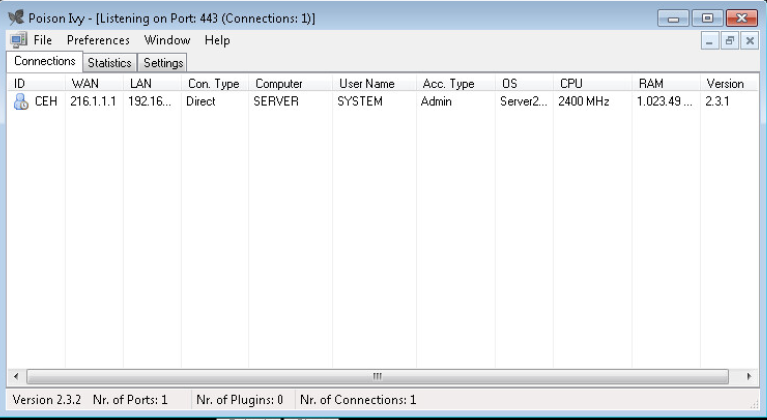 Poison Ivy - [Listening on Port: 443 (Connections: 1)]
File Preferences Window Help
Connections Statistics Settings
ID WAN LAN Con. Type Computer User Name Acc. Type OS CPU RAM Version
CEH 216.1.1.1 192.16... Direct SERVER SYSTEM Admin Server2... 2400 MHz 1.023.49 ... 2.3.1
Version 2.3.2 Nr. of Ports: 1 Nr. of Plugins: 0 Nr. of Connections: 1